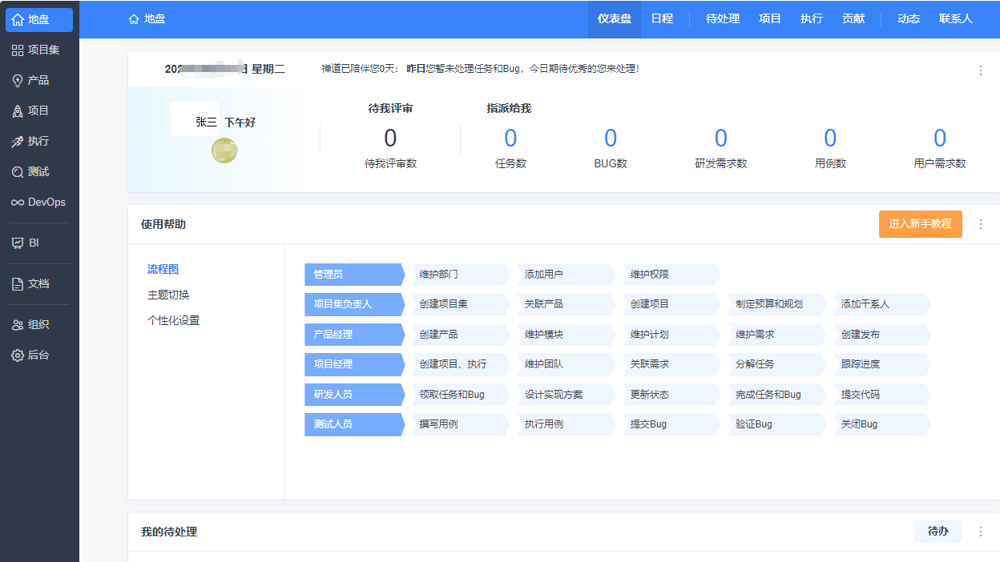 地盘
项目集
产品
项目
执行
测试
DevOps
BI
文档
组织
后台
地盘
仪表盘 日程 待处理 项目 执行 贡献 动态 联系人
202 日 星期二
禅道已陪伴您0天： 昨日您暂未处理任务和Bug，今日期待优秀的您来处理！
张三 下午好
待我评审 指派给我
0 0 0 0 0 0
待我评审数 任务数 BUG数 研发需求数 用例数 用户需求数
使用帮助 进入新手教程
流程图
主题切换
个性化设置
管理员 维护部门 添加用户 维护权限
项目集负责人 创建项目集 关联产品 创建项目 制定预算和规划 添加干系人
产品经理 创建产品 维护模块 维护计划 维护需求 创建发布
项目经理 创建项目、执行 维护团队 关联需求 分解任务 跟踪进度
研发人员 领取任务和Bug 设计实现方案 更新状态 完成任务和Bug 提交代码
测试人员 撰写用例 执行用例 提交Bug 验证Bug 关闭Bug
我的待处理 待办